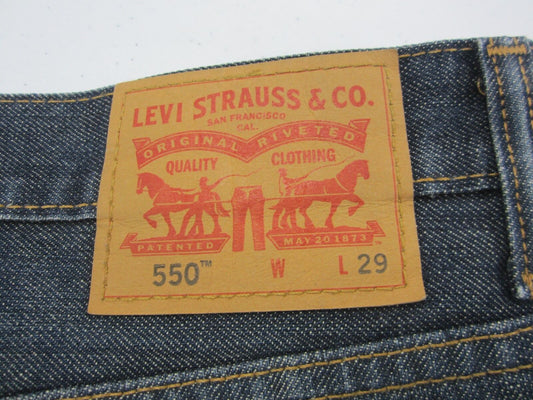 LEVI STRAUSS & CO.
SAN FRANCISCO
CAL.
ORIGINAL RIVETED
QUALITY CLOTHING
PATENTED MAY 20 1873
550™ W L 29